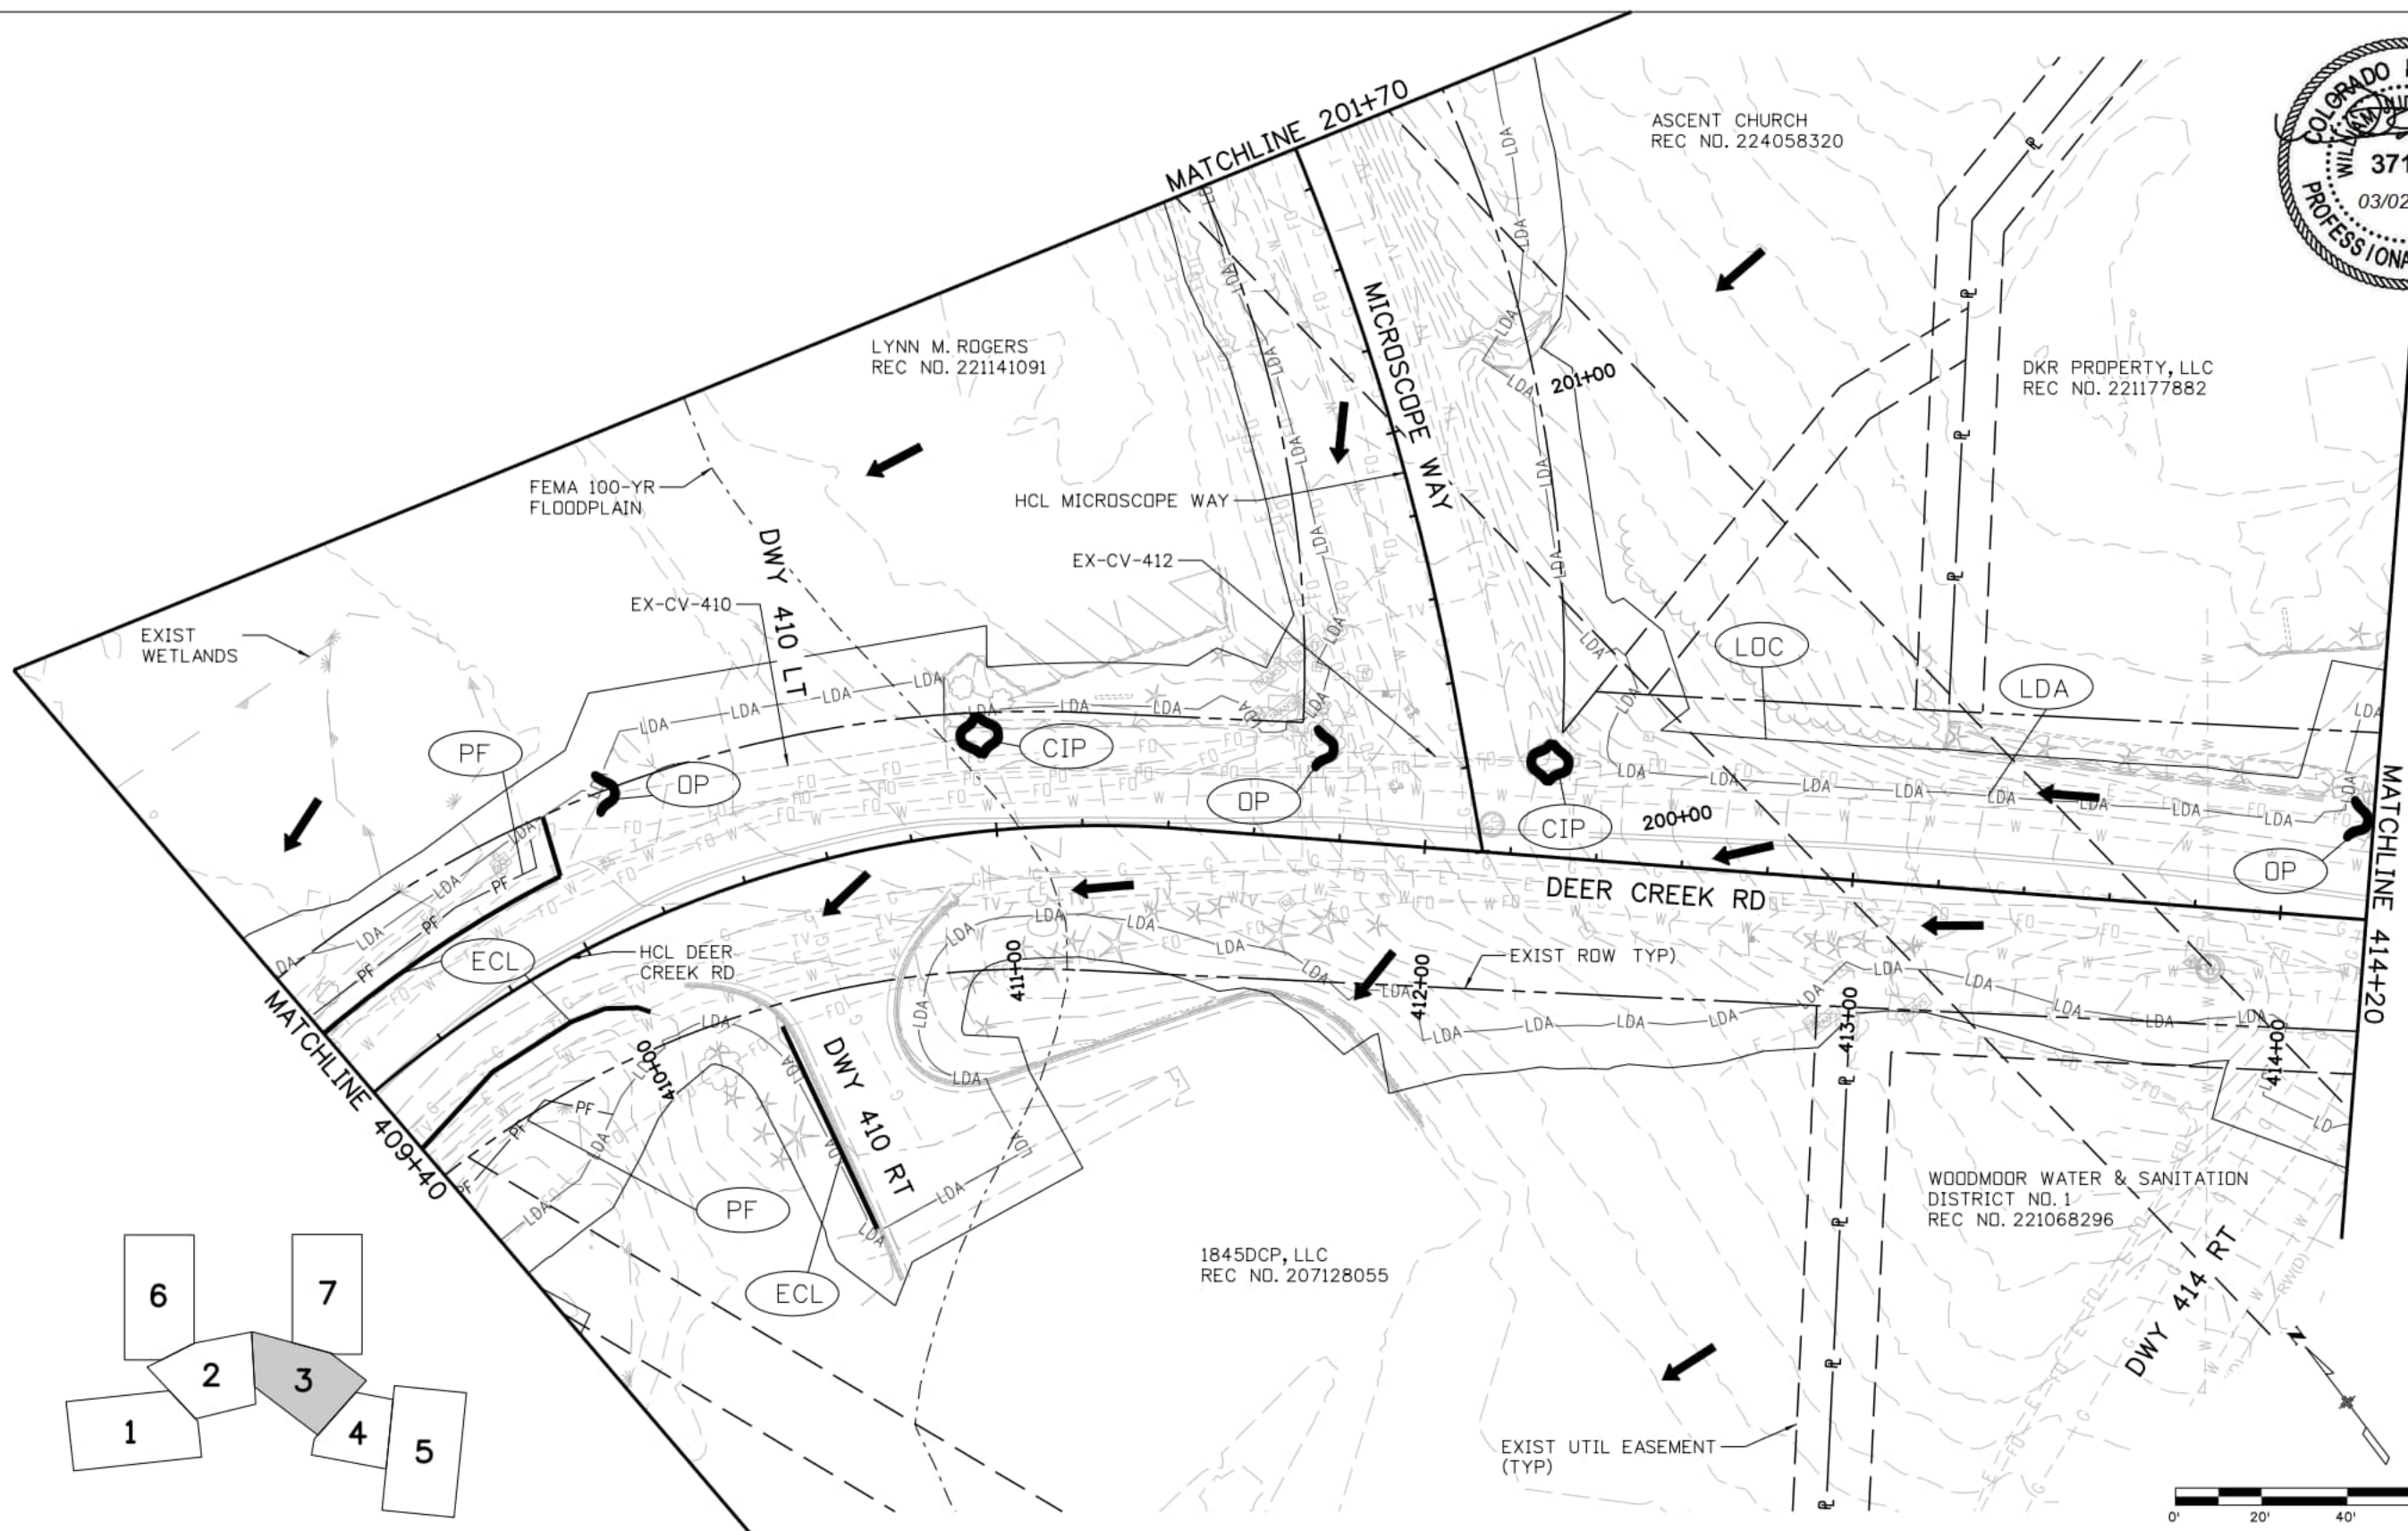 MATCHLINE 201+70
ASCENT CHURCH
REC NO. 224058320
COLORADO
PROFESSIONA
371
03/02
LYNN M. ROGERS
REC NO. 221141091
MICROSCOPE WAY
201+00
DKR PROPERTY, LLC
REC NO. 221177882
FEMA 100-YR
FLOODPLAIN
HCL MICROSCOPE WAY
DWY 410 LT
EX-CV-412
EX-CV-410
EXIST
WETLANDS
LOC
LDA
PF
OP
CIP
OP
CIP
200+00
OP
MATCHLINE 414+20
DEER CREEK RD
ECL
HCL DEER
CREEK RD
EXIST ROW TYP)
411+00
412+00
413+00
414+00
410+00
MATCHLINE 409+40
DWY 410 RT
PF
ECL
WOODMOOR WATER & SANITATION
DISTRICT NO. 1
REC NO. 221068296
1845DCP, LLC
REC NO. 207128055
DWY 414 RT
RW(D)
EXIST UTIL EASEMENT
(TYP)
N
6
7
2
3
1
4
5
0' 20' 40'